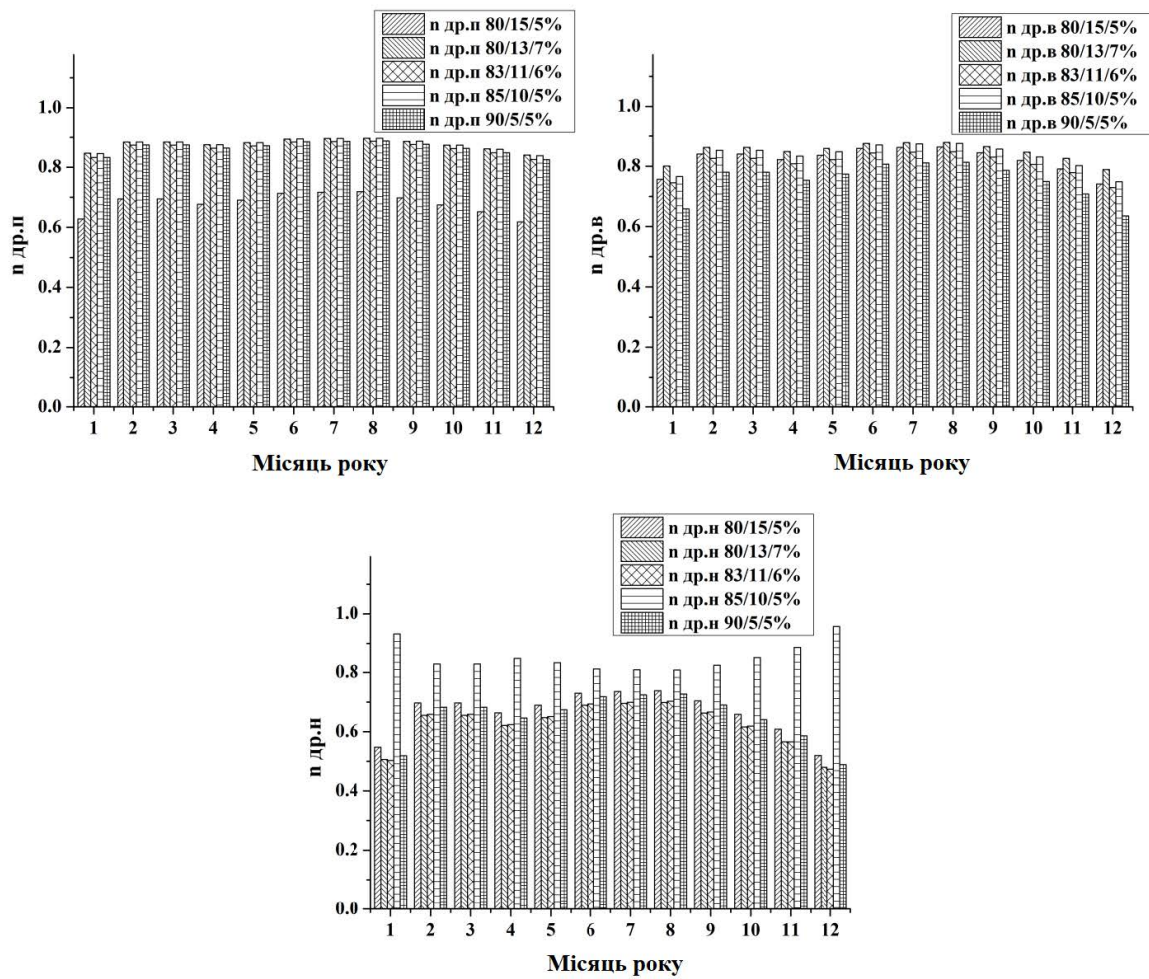 n др.п 80/15/5%
n др.п 80/13/7%
n др.п 83/11/6%
n др.п 85/10/5%
n др.п 90/5/5%
1.0
0.8
0.6
0.4
0.2
0.0
n др.п
1 2 3 4 5 6 7 8 9 10 11 12
Місяць року
n др.в 80/15/5%
n др.в 80/13/7%
n др.в 83/11/6%
n др.в 85/10/5%
n др.в 90/5/5%
1.0
0.8
0.6
0.4
0.2
0.0
n др.в
1 2 3 4 5 6 7 8 9 10 11 12
Місяць року
n др.н 80/15/5%
n др.н 80/13/7%
n др.н 83/11/6%
n др.н 85/10/5%
n др.н 90/5/5%
1.0
0.8
0.6
0.4
0.2
0.0
n др.н
1 2 3 4 5 6 7 8 9 10 11 12
Місяць року